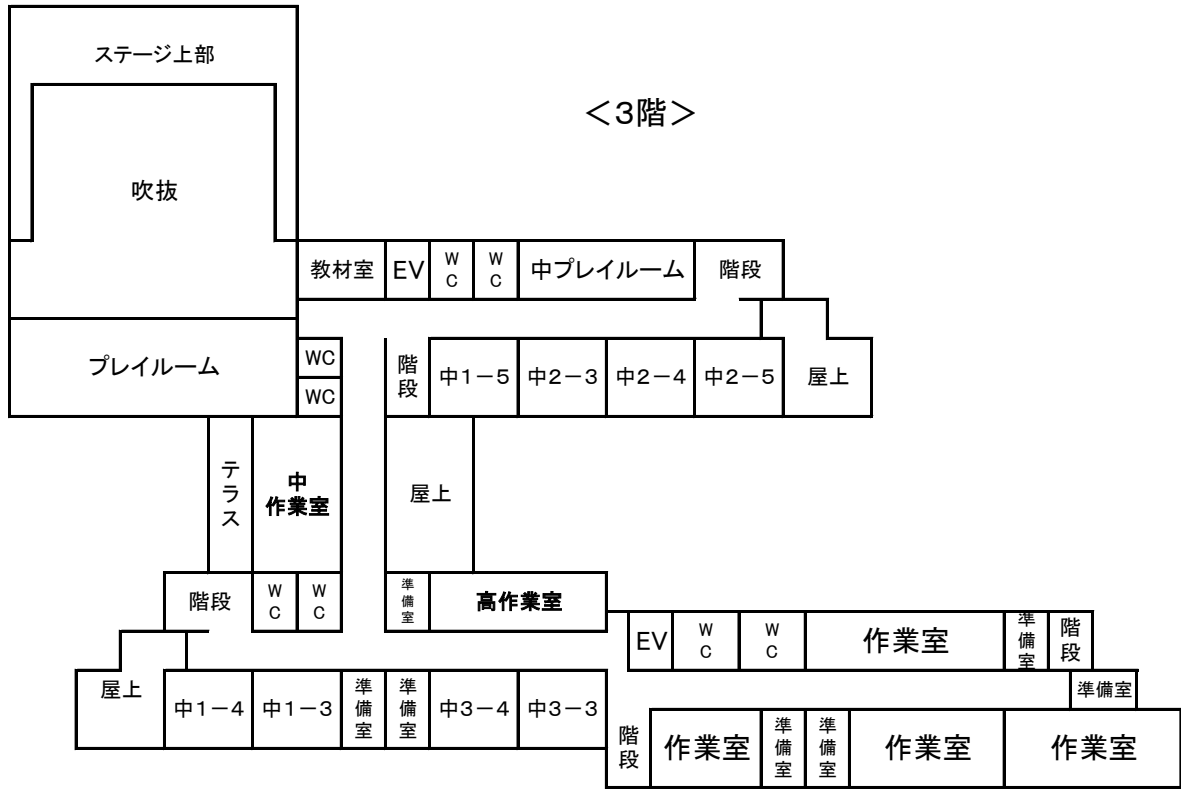 ステージ上部
＜3階＞
吹抜
教材室
EV
WC
WC
中プレイルーム
階段
プレイルーム
WC
WC
階段
中1－5
中2－3
中2－4
中2－5
屋上
テラス
中
作業室
屋上
階段
WC
WC
準備室
高作業室
EV
WC
WC
作業室
準備室
階段
屋上
中1－4
中1－3
準備室
準備室
中3－4
中3－3
準備室
階段
作業室
準備室
準備室
作業室
作業室